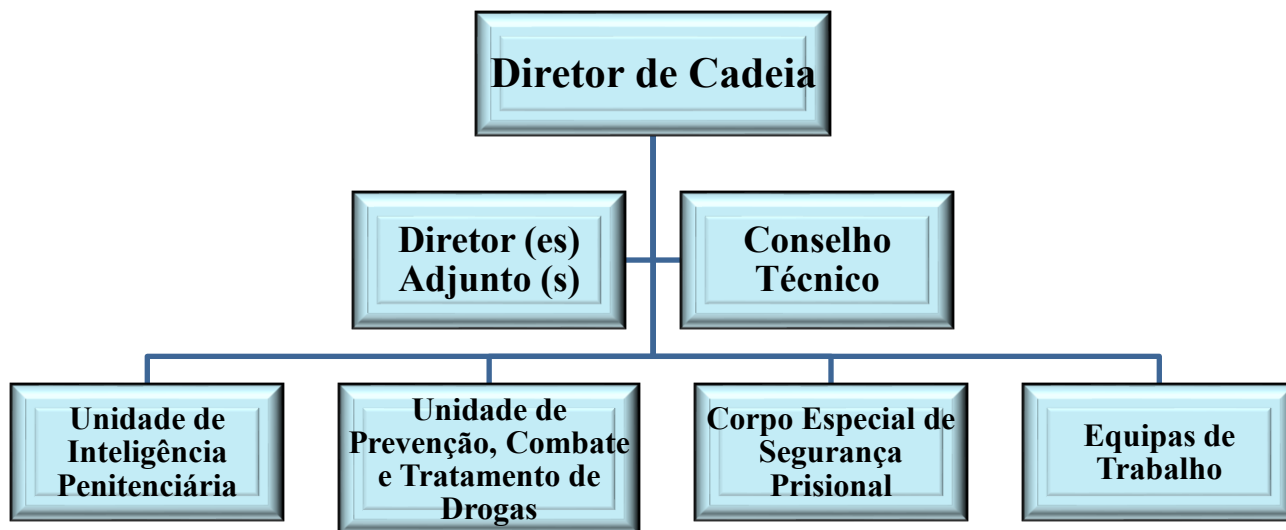 Diretor de Cadeia
Diretor (es)
Adjunto (s)
Conselho
Técnico
Unidade de
Inteligência
Penitenciária
Unidade de
Prevenção, Combate
e Tratamento de
Drogas
Corpo Especial de
Segurança
Prisional
Equipas de
Trabalho